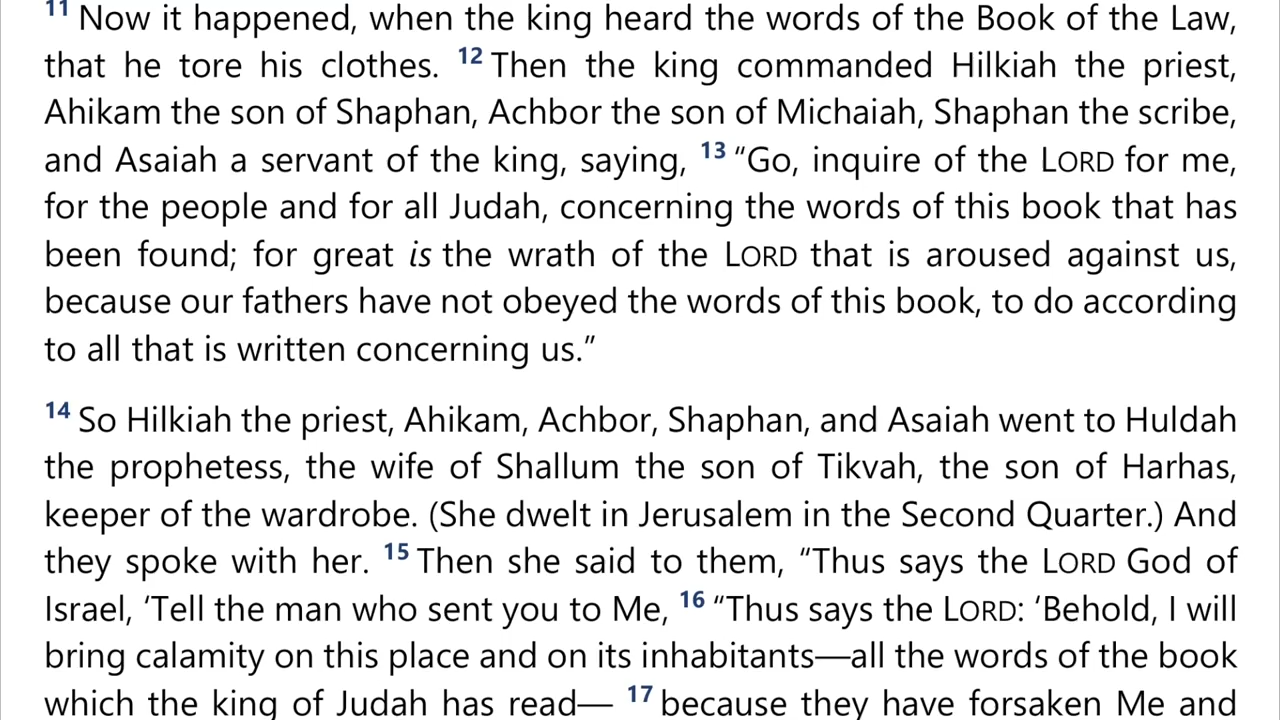 11 Now it happened, when the king heard the words of the Book of the Law,
that he tore his clothes. 12 Then the king commanded Hilkiah the priest,
Ahikam the son of Shaphan, Achbor the son of Michaiah, Shaphan the scribe,
and Asaiah a servant of the king, saying, 13 “Go, inquire of the LORD for me,
for the people and for all Judah, concerning the words of this book that has
been found; for great is the wrath of the LORD that is aroused against us,
because our fathers have not obeyed the words of this book, to do according
to all that is written concerning us.”
14 So Hilkiah the priest, Ahikam, Achbor, Shaphan, and Asaiah went to Huldah
the prophetess, the wife of Shallum the son of Tikvah, the son of Harhas,
keeper of the wardrobe. (She dwelt in Jerusalem in the Second Quarter.) And
they spoke with her. 15 Then she said to them, “Thus says the LORD God of
Israel, ‘Tell the man who sent you to Me, 16 “Thus says the LORD: ‘Behold, I will
bring calamity on this place and on its inhabitants—all the words of the book
which the king of Judah has read— 17 because they have forsaken Me and